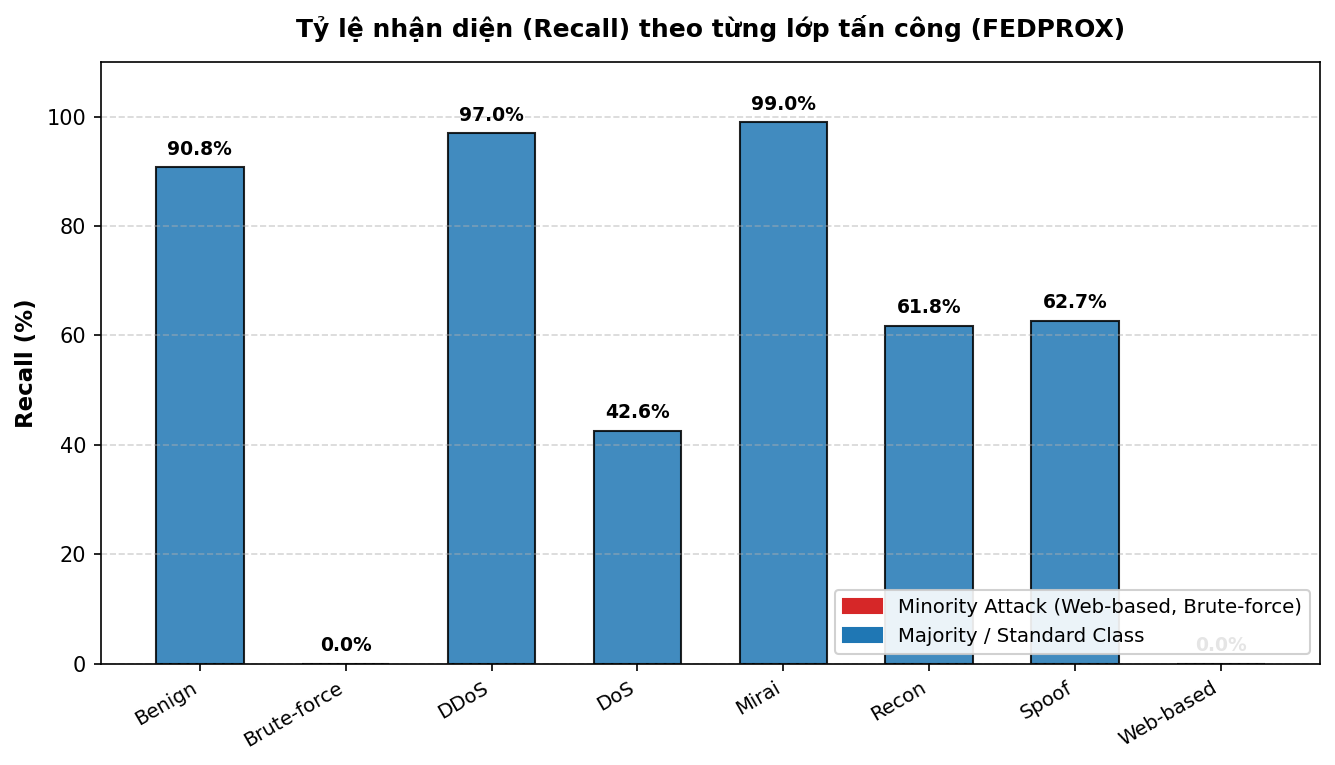 Tỷ lệ nhận diện (Recall) theo từng lớp tấn công (FEDPROX)
Recall (%)
100
80
60
40
20
0
90.8%
0.0%
97.0%
42.6%
99.0%
61.8%
62.7%
0.0%
Minority Attack (Web-based, Brute-force)
Majority / Standard Class
Benign
Brute-force
DDoS
DoS
Mirai
Recon
Spoof
Web-based